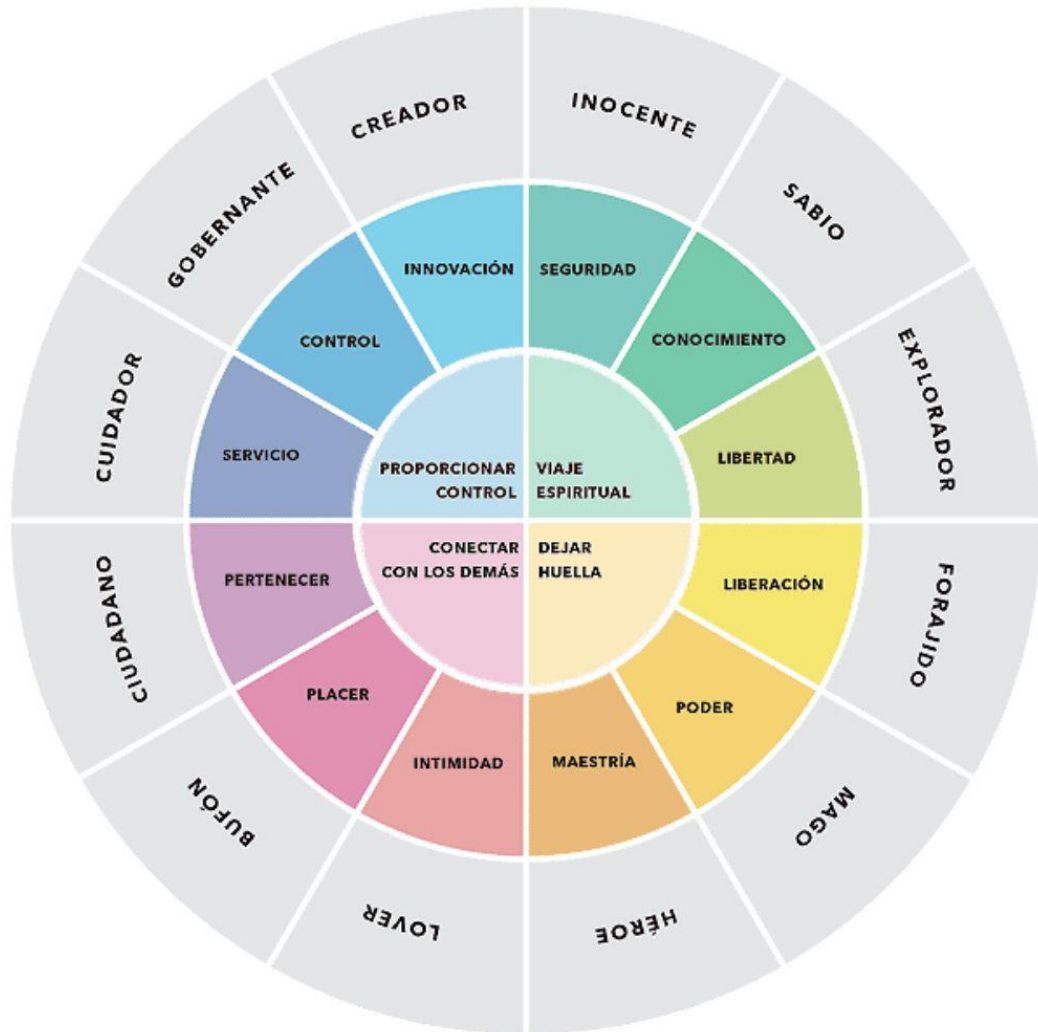 CREADOR
INOCENTE
GOBERNANTE
SABIO
CUIDADOR
EXPLORADOR
CIUDADANO
FORAJIDO
BUFÓN
MAGO
LOVER
HÉROE
INNOVACIÓN
SEGURIDAD
CONTROL
CONOCIMIENTO
SERVICIO
LIBERTAD
PERTENECER
LIBERACIÓN
PLACER
PODER
INTIMIDAD
MAESTRÍA
PROPORCIONAR
CONTROL
VIAJE
ESPIRITUAL
CONECTAR
CON LOS DEMÁS
DEJAR
HUELLA